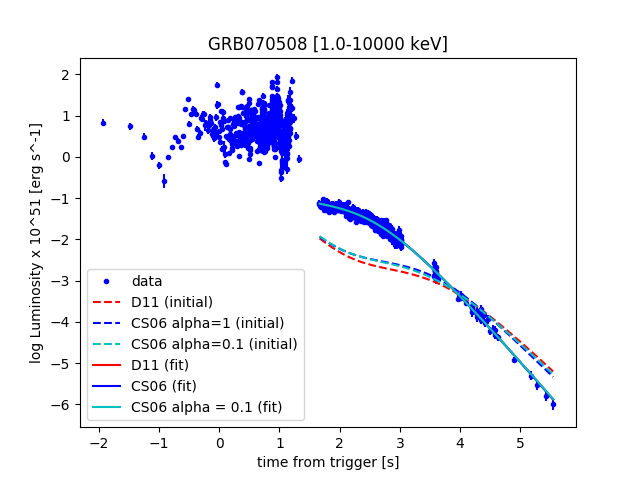 GRB070508 [1.0-10000 keV]
log Luminosity x 10^51 [erg s^-1]
2
1
0
−1
−2
−3
−4
−5
−6
data
D11 (initial)
CS06 alpha=1 (initial)
CS06 alpha=0.1 (initial)
D11 (fit)
CS06 (fit)
CS06 alpha = 0.1 (fit)
−2 −1 0 1 2 3 4 5
time from trigger [s]